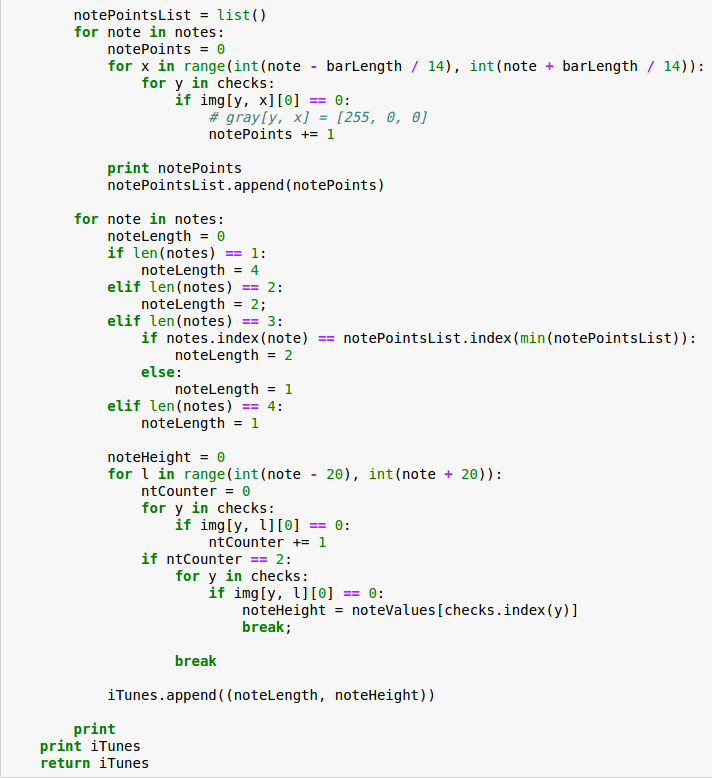 notePointsList = list()
        for note in notes:
            notePoints = 0
            for x in range(int(note - barLength / 14), int(note + barLength / 14)):
                for y in checks:
                    if img[y, x][0] == 0:
                        # gray[y, x] = [255, 0, 0]
                        notePoints += 1

            print notePoints
            notePointsList.append(notePoints)

        for note in notes:
            noteLength = 0
            if len(notes) == 1:
                noteLength = 4
            elif len(notes) == 2:
                noteLength = 2;
            elif len(notes) == 3:
                if notes.index(note) == notePointsList.index(min(notePointsList)):
                    noteLength = 2
                else:
                    noteLength = 1
            elif len(notes) == 4:
                noteLength = 1

            noteHeight = 0
            for l in range(int(note - 20), int(note + 20)):
                ntCounter = 0
                for y in checks:
                    if img[y, l][0] == 0:
                        ntCounter += 1
                if ntCounter == 2:
                    for y in checks:
                        if img[y, l][0] == 0:
                            noteHeight = noteValues[checks.index(y)]
                            break;

                    break

            iTunes.append((noteLength, noteHeight))

        print
    print iTunes
    return iTunes